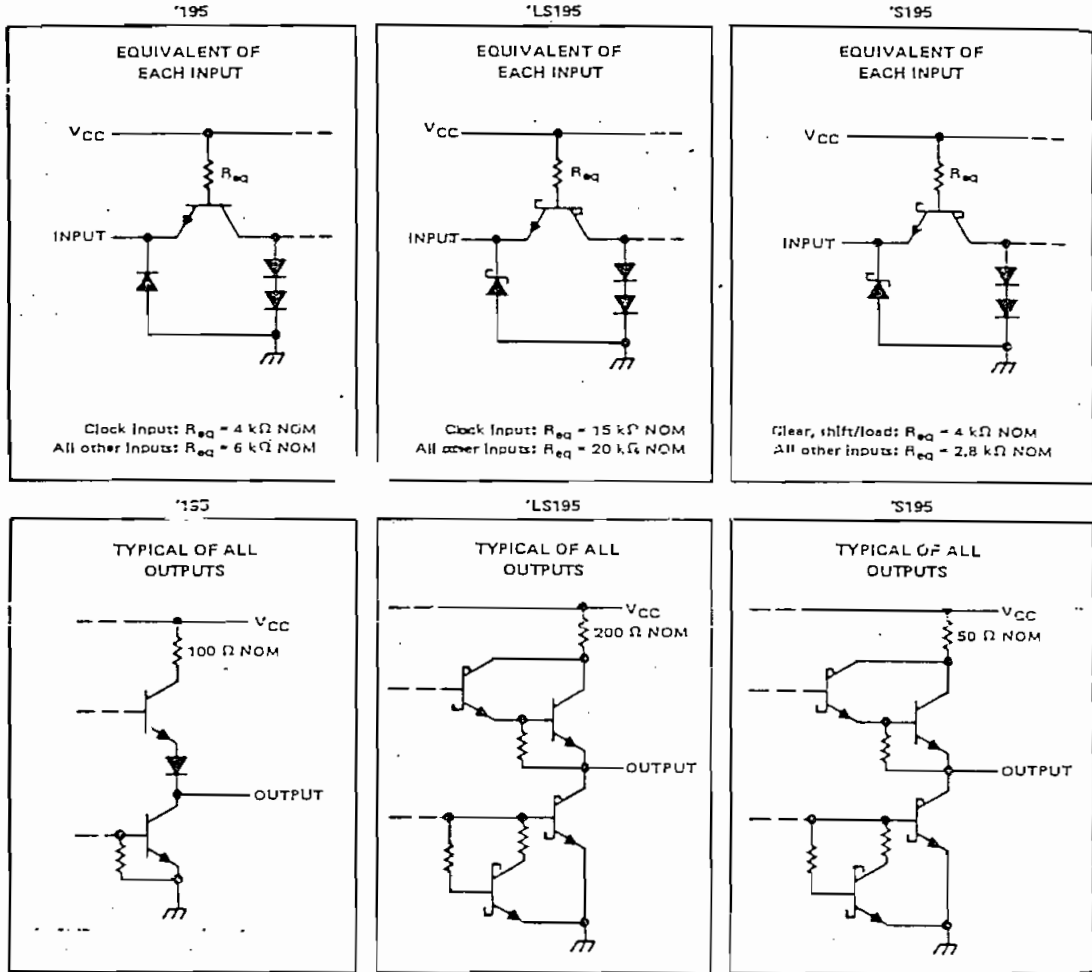 '195
EQUIVALENT OF
EACH INPUT
VCC
Req
INPUT
Clock input: Req = 4 kΩ NOM
All other inputs: Req = 6 kΩ NOM
'LS195
EQUIVALENT OF
EACH INPUT
VCC
Req
INPUT
Clock input: Req = 15 kΩ NOM
All other inputs: Req = 20 kΩ NOM
'S195
EQUIVALENT OF
EACH INPUT
VCC
Req
INPUT
Clear, shift/load: Req = 4 kΩ NOM
All other inputs: Req = 2.8 kΩ NOM
'195
TYPICAL OF ALL
OUTPUTS
VCC
100 Ω NOM
OUTPUT
'LS195
TYPICAL OF ALL
OUTPUTS
VCC
200 Ω NOM
OUTPUT
'S195
TYPICAL OF ALL
OUTPUTS
VCC
50 Ω NOM
OUTPUT